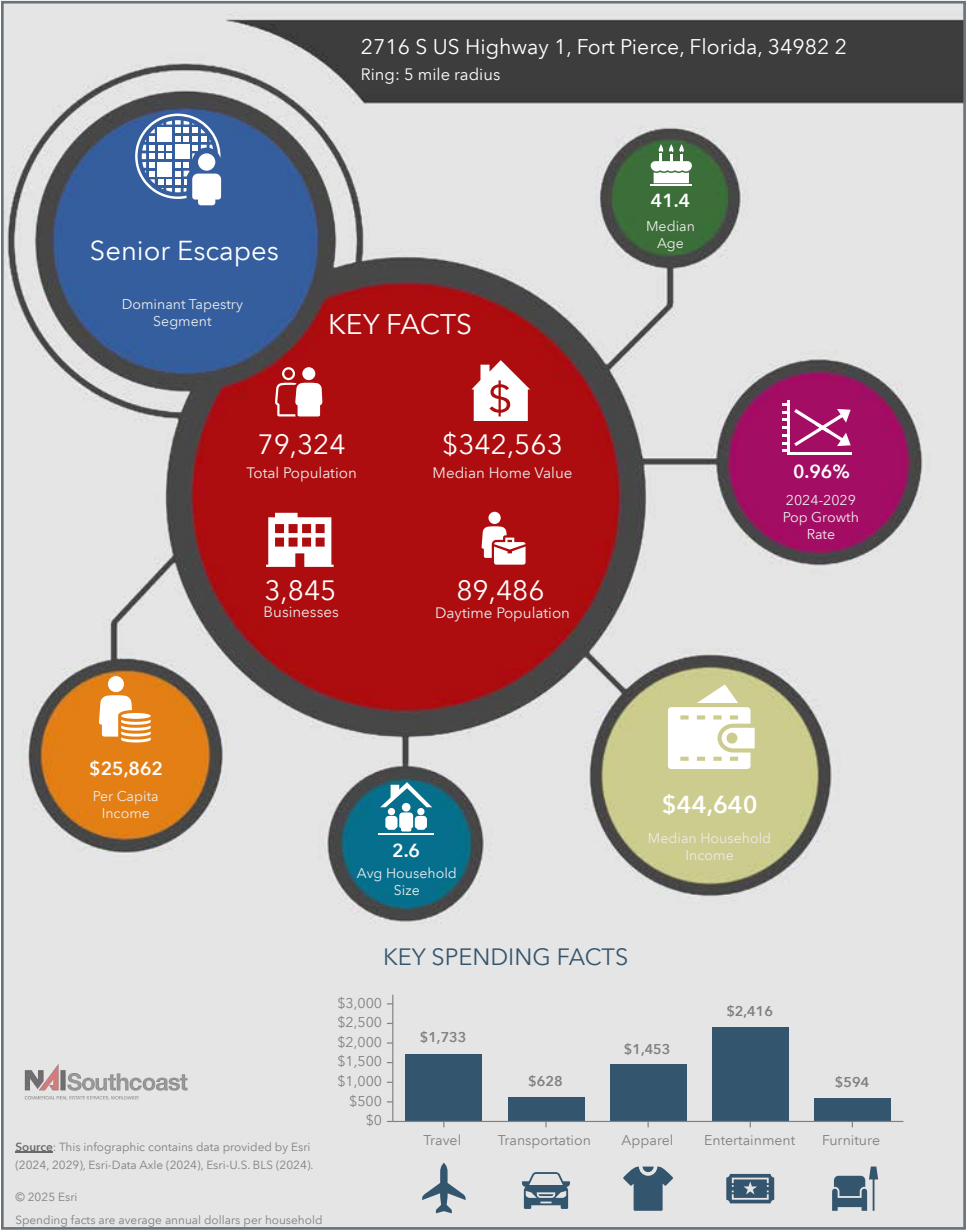 2716 S US Highway 1, Fort Pierce, Florida, 34982 2
Ring: 5 mile radius
Senior Escapes
Dominant Tapestry
Segment
41.4
Median
Age
KEY FACTS
79,324
Total Population
$342,563
Median Home Value
3,845
Businesses
89,486
Daytime Population
0.96%
2024-2029
Pop Growth
Rate
$25,862
Per Capita
Income
2.6
Avg Household
Size
$44,640
Median Household
Income
KEY SPENDING FACTS
$3,000
$2,500
$2,000
$1,500
$1,000
$500
$0
$1,733
$628
$1,453
$2,416
$594
Travel
Transportation
Apparel
Entertainment
Furniture
NAISouthcoast
COMMERCIAL REAL ESTATE SERVICES, WORLDWIDE
Source: This infographic contains data provided by Esri
(2024, 2029), Esri-Data Axle (2024), Esri-U.S. BLS (2024).
© 2025 Esri
Spending facts are average annual dollars per household